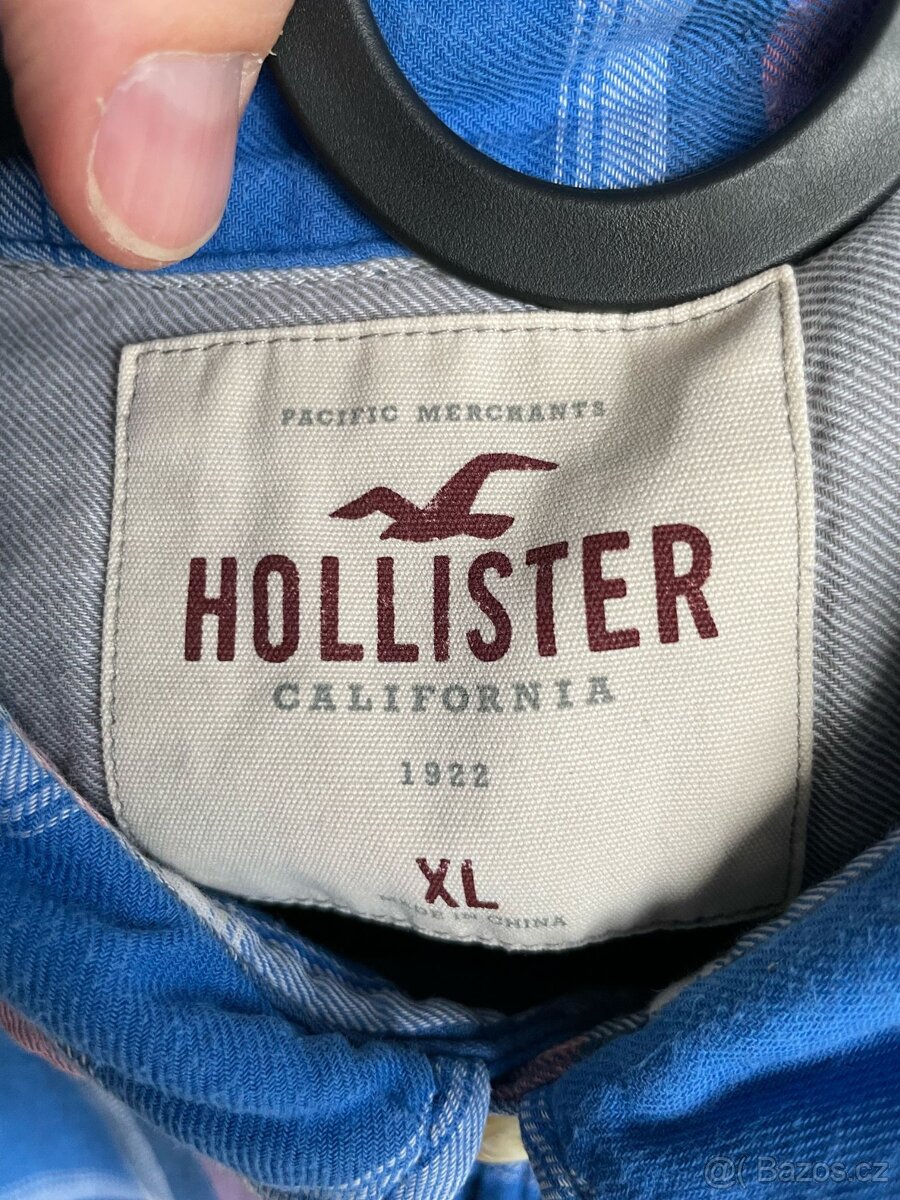 PACIFIC MERCHANTS
HOLLISTER
CALIFORNIA
1922
XL
MADE IN CHINA
@( Bazos.cz